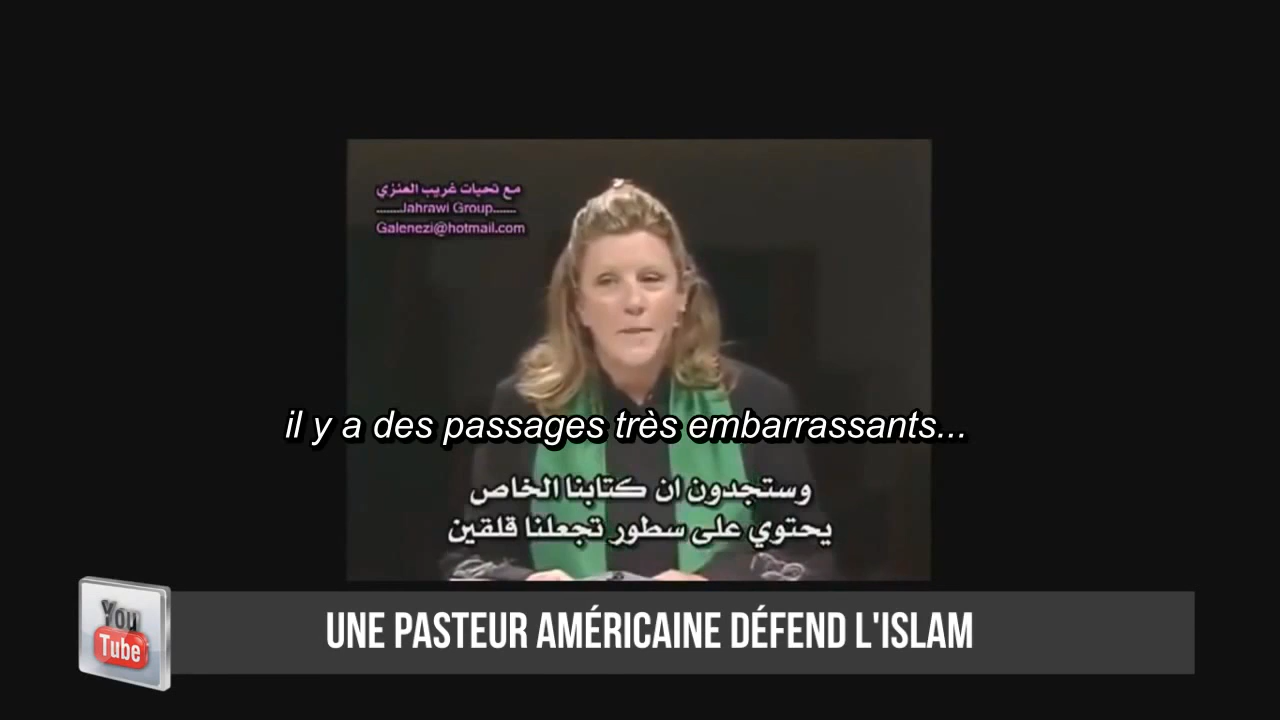 مع تحيات غريب العنزي
........Jahrawi Group.......
Galenezi@hotmail.com
il y a des passages très embarrassants...
وستجدون ان كتابنا الخاص
يحتوي على سطور تجعلنا قلقين
You
Tube
UNE PASTEUR AMÉRICAINE DÉFEND L'ISLAM